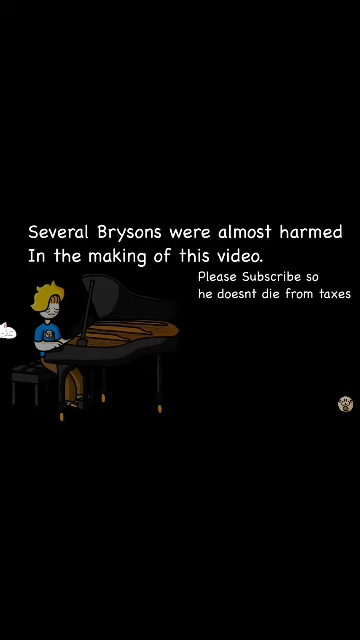 Several Brysons were almost harmed
In the making of this video.
Please Subscribe so
he doesnt die from taxes